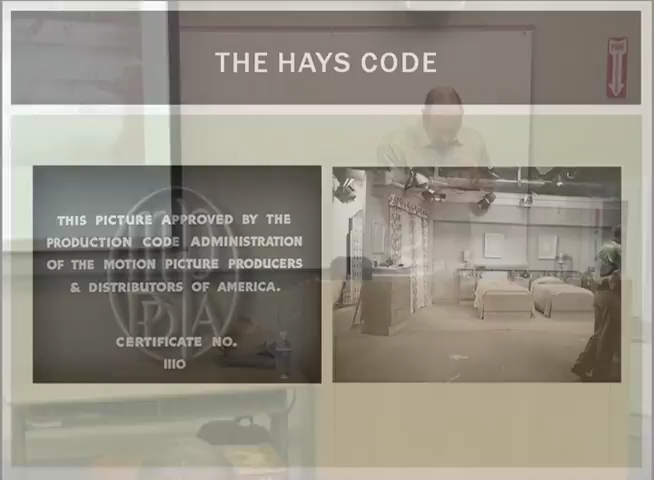 THE HAYS CODE
THIS PICTURE APPROVED BY THE
PRODUCTION CODE ADMINISTRATION
OF THE MOTION PICTURE PRODUCERS
& DISTRIBUTORS OF AMERICA.
CERTIFICATE NO.
1110